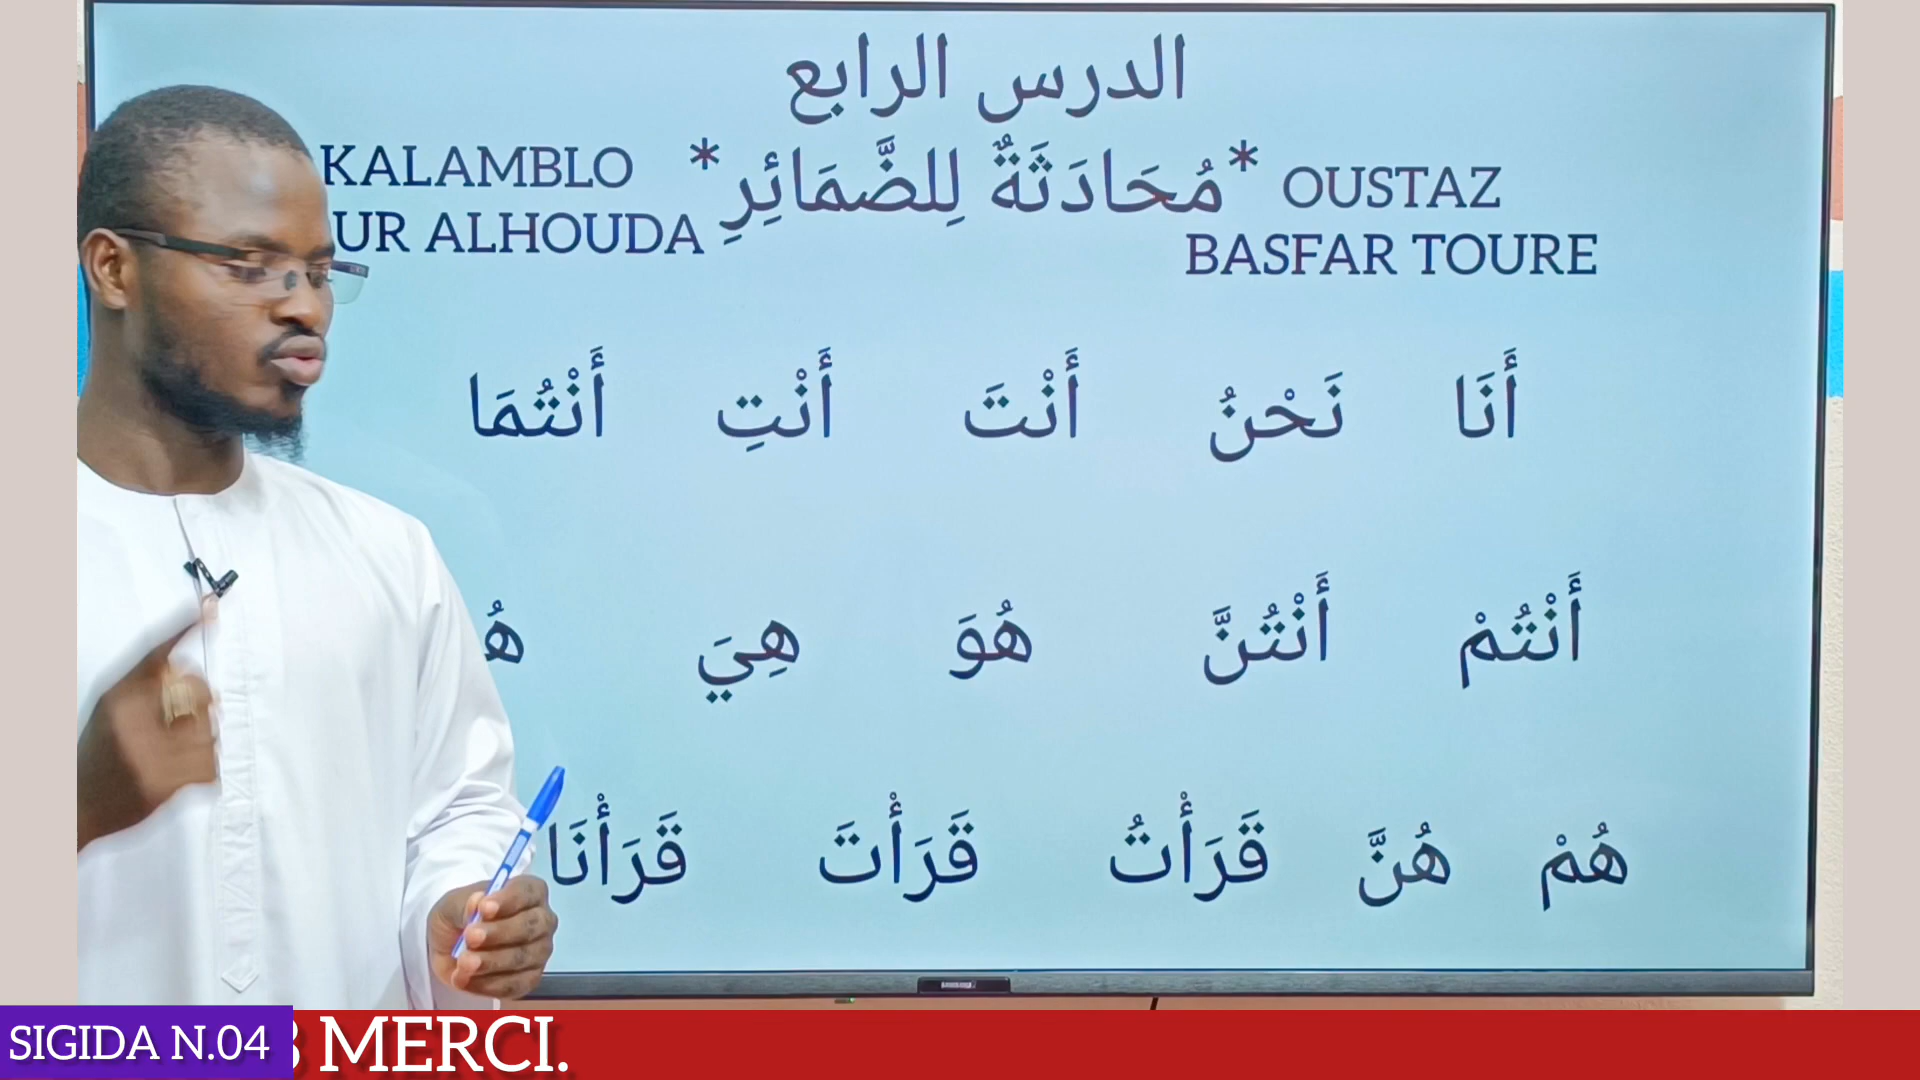 الدرس الرابع
KALAMBLO *مُحَادَثَةٌ لِلضَّمَائِرِ* OUSTAZ
UR ALHOUDA BASFAR TOURE
أَنَا نَحْنُ أَنْتَ أَنْتِ أَنْتُمَا
أَنْتُمْ أَنْتُنَّ هُوَ هِيَ
هُمْ هُنَّ قَرَأْتُ قَرَأْتَ قَرَأْنَا
SIGIDA N.04 MERCI.